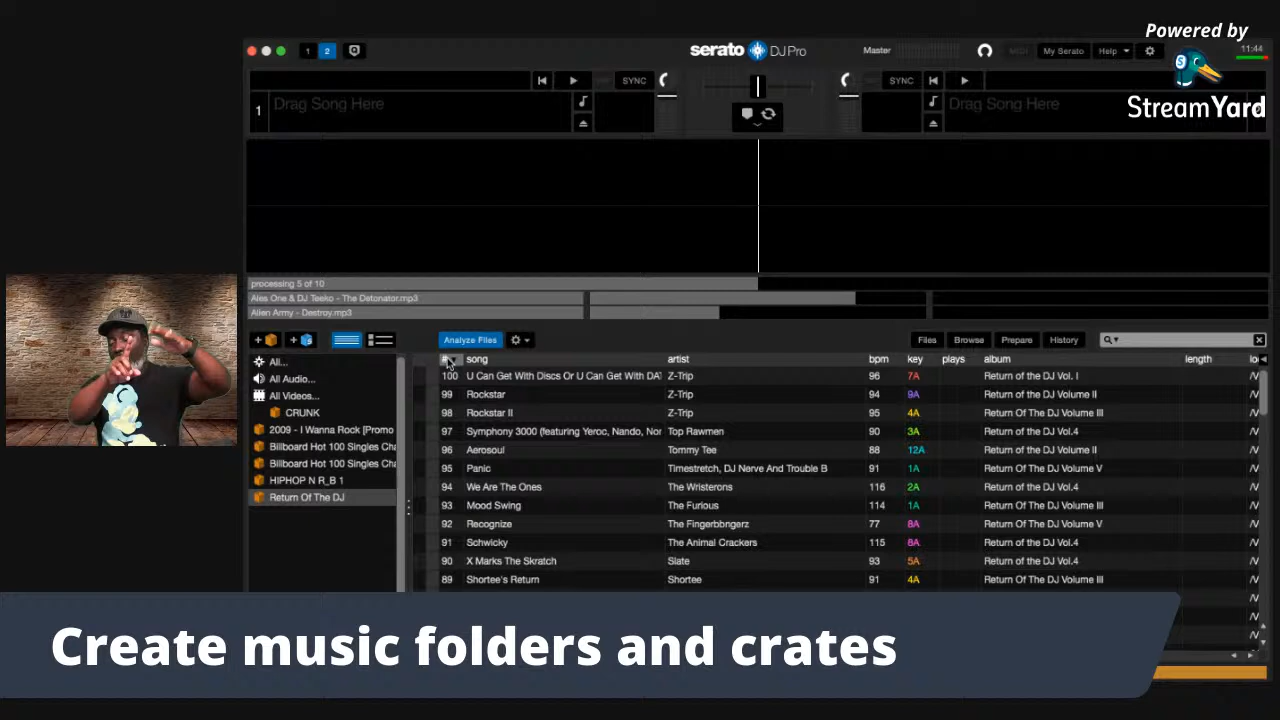 Powered by
StreamYard
1 2
serato DJ Pro
Master
MIDI
My Serato
Help
11:44
SYNC
SYNC
1
Drag Song Here
Drag Song Here
processing 5 of 10
Alex One & DJ Teeko - The Detonator.mp3
Alien Army - Destroy.mp3
Analyze Files
Files
Browse
Prepare
History
All...
All Audio...
All Videos...
CRUNK
2009 - I Wanna Rock [Promo
Billboard Hot 100 Singles Cha
Billboard Hot 100 Singles Cha
HIPHOP N R_B 1
Return Of The DJ
# song artist bpm key plays album length lo
100 U Can Get With Discs Or U Can Get With DAT Z-Trip 96 7A Return of the DJ Vol. I
99 Rockstar Z-Trip 94 9A Return of the DJ Volume II
98 Rockstar II Z-Trip 95 4A Return Of The DJ Volume III
97 Symphony 3000 (featuring Yeroc, Nando, Nor Top Rawmen 90 3A Return of the DJ Vol.4
96 Aerosoul Tommy Tee 88 12A Return of the DJ Volume II
95 Panic Timestretch, DJ Nerve And Trouble B 91 1A Return Of The DJ Volume V
94 We Are The Ones The Wristerons 116 2A Return of the DJ Vol.4
93 Mood Swing The Furious 114 1A Return Of The DJ Volume III
92 Recognize The Fingerbbngerz 77 8A Return Of The DJ Volume V
91 Schwicky The Animal Crackers 115 8A Return of the DJ Vol.4
90 X Marks The Skratch Slate 93 5A Return of the DJ Vol.4
89 Shortee's Return Shortee 91 4A Return Of The DJ Volume III
Create music folders and crates